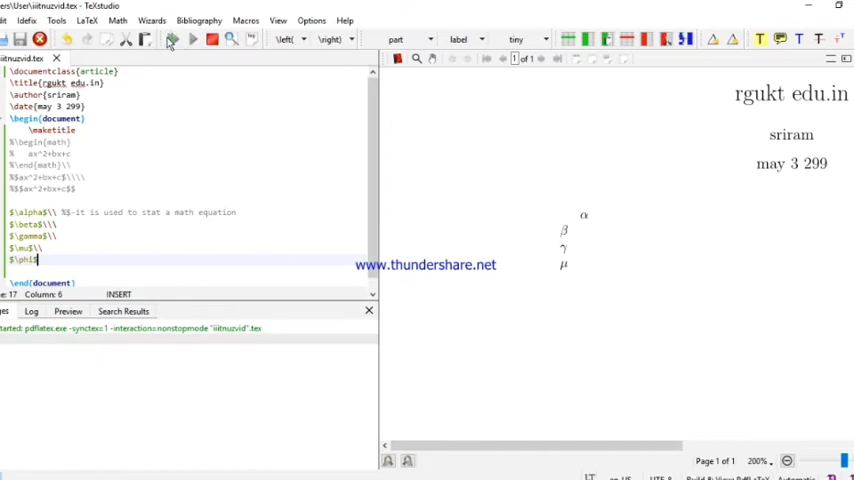 ers/User/iiitnuzvid.tex - TeXstudio
it Idefix Tools LaTeX Math Wizards Bibliography Macros View Options Help
\left( \right) part label tiny
iiitnuzvid.tex
1 of 1
\documentclass{article}
\title{rgukt edu.in}
\author{sriram}
\date{may 3 299}
\begin{document}
\maketitle
%\begin{math}
% ax^2+bx+c
%\end{math}\\
%$ax^2+bx+c$\\\\
%$$ax^2+bx+c$$
$\alpha$\\ %$-it is used to stat a math equation
$\beta$\\\
$\gamma$\\
$\mu$\\
$\phi$
\end{document}
rgukt edu.in
sriram
may 3 299
α
β
γ
μ
www.thundershare.net
ne: 17 Column: 6 INSERT
ges Log Preview Search Results
tarted: pdflatex.exe -synctex=1 -interaction=nonstopmode "iiitnuzvid".tex
Page 1 of 1 200%